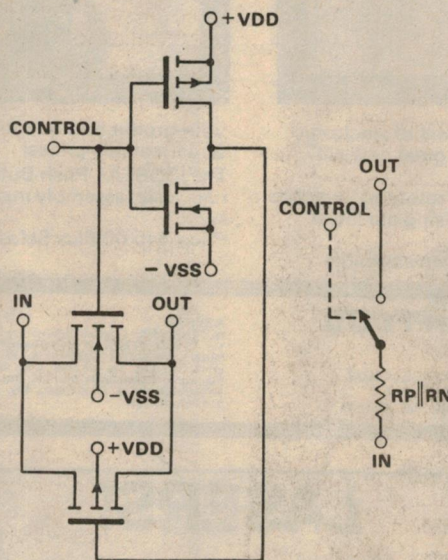 +VDD
CONTROL
-VSS
IN
OUT
-VSS
+VDD
OUT
CONTROL
RP||RN
IN